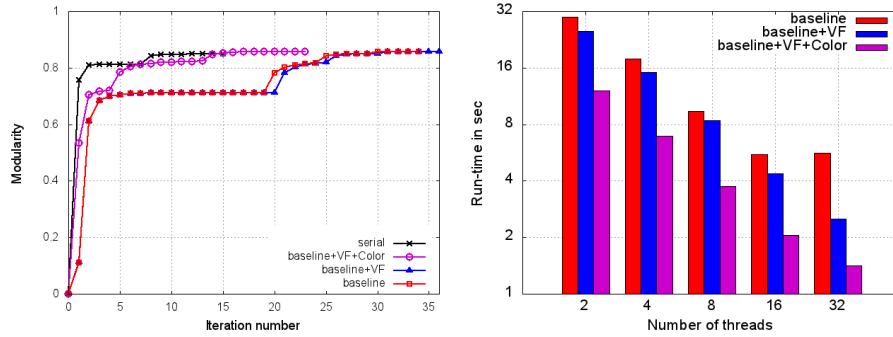 1
0.8
0.6
0.4
0.2
0
Modularity
0 5 10 15 20 25 30 35
Iteration number
serial
baseline+VF+Color
baseline+VF
baseline
32
16
8
4
2
1
Run-time in sec
2 4 8 16 32
Number of threads
baseline
baseline+VF
baseline+VF+Color